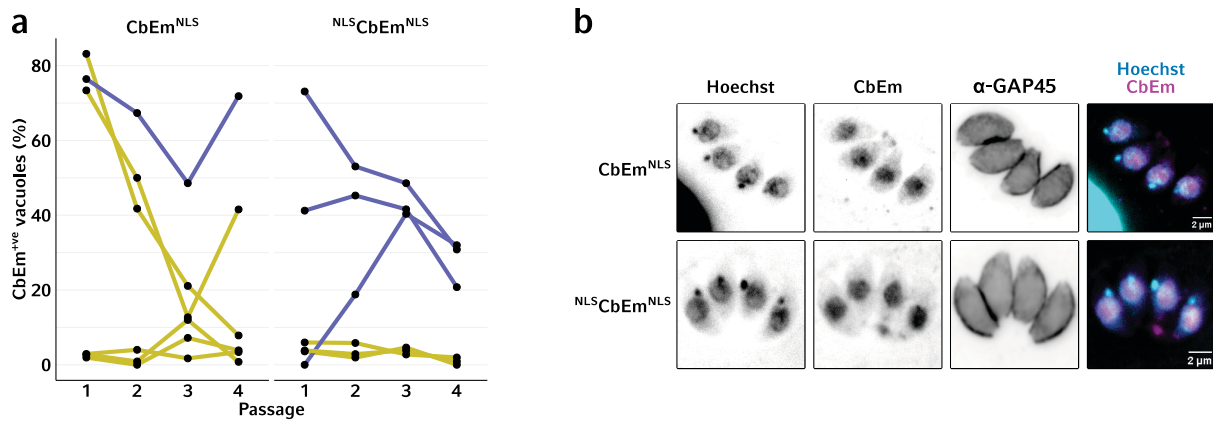 a
CbEm^NLS
^NLSCbEm^NLS
CbEm^+ve vacuoles (%)
80
60
40
20
0
1 2 3 4 1 2 3 4
Passage
b
Hoechst CbEm α-GAP45 Hoechst
CbEm
CbEm^NLS
2 µm
^NLSCbEm^NLS
2 µm